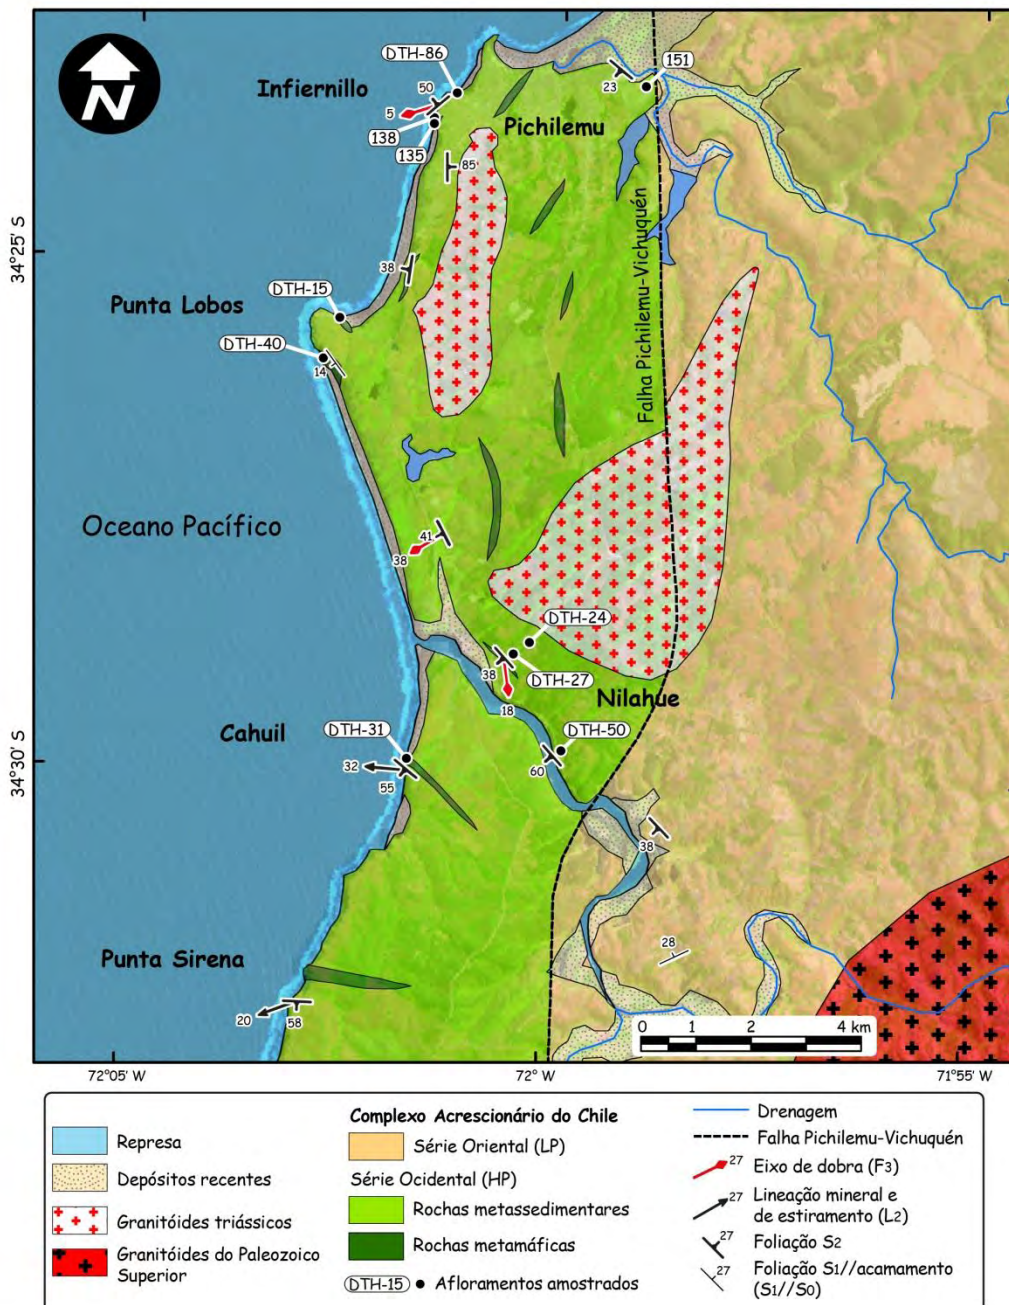 N
DTH-86
Infiernillo
50
5
138
135
151
23
Pichilemu
85
34°25' S
38
Punta Lobos
DTH-15
DTH-40
14
Falha Pichilemu-Vichuquén
Oceano Pacífico
41
38
DTH-24
38
DTH-27
18
Nilahue
Cahuil
DTH-31
DTH-50
34°30' S
32
55
60
38
28
Punta Sirena
20
58
0 1 2 4 km
72°05' W
72° W
71°55' W
Represa
Depósitos recentes
Granitóides triássicos
Granitóides do Paleozoico
Superior
Complexo Acrescionário do Chile
Série Oriental (LP)
Série Ocidental (HP)
Rochas metassedimentares
Rochas metamáficas
DTH-15 Afloramentos amostrados
Drenagem
Falha Pichilemu-Vichuquén
27 Eixo de dobra (F3)
27 Lineação mineral e
de estiramento (L2)
27 Foliação S2
27 Foliação S1//acamamento
(S1//S0)